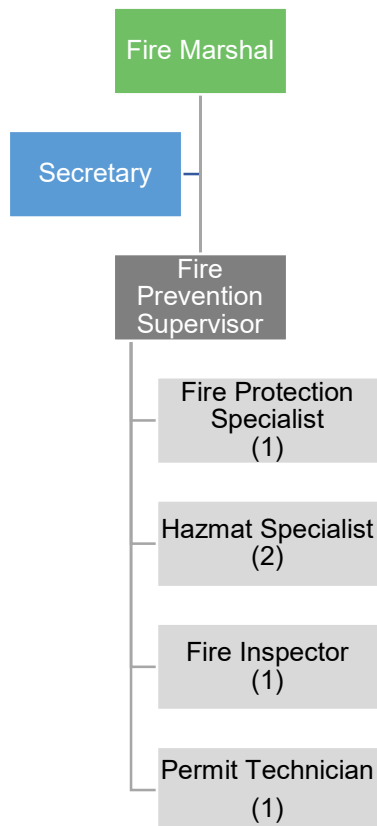 Fire Marshal
Secretary
Fire
Prevention
Supervisor
Fire Protection
Specialist
(1)
Hazmat Specialist
(2)
Fire Inspector
(1)
Permit Technician
(1)